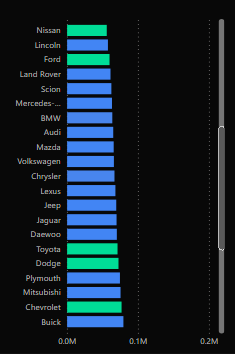 Nissan
Lincoln
Ford
Land Rover
Scion
Mercedes-...
BMW
Audi
Mazda
Volkswagen
Chrysler
Lexus
Jeep
Jaguar
Daewoo
Toyota
Dodge
Plymouth
Mitsubishi
Chevrolet
Buick
0.0M 0.1M 0.2M